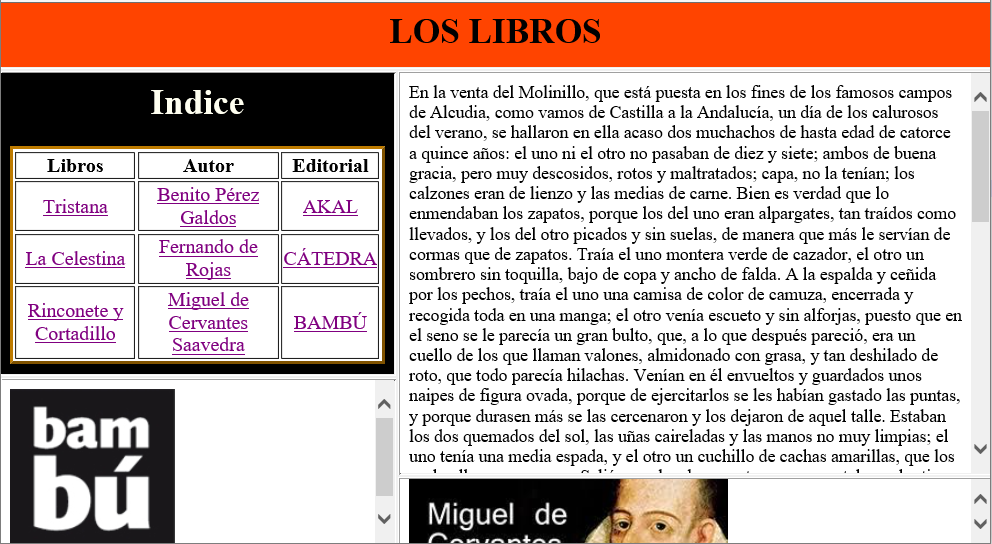 LOS LIBROS
Indice
Libros Autor Editorial
Tristana Benito Pérez Galdos AKAL
La Celestina Fernando de Rojas CÁTEDRA
Rinconete y Cortadillo Miguel de Cervantes Saavedra BAMBÚ
bam
bú
En la venta del Molinillo, que está puesta en los fines de los famosos campos
de Alcudia, como vamos de Castilla a la Andalucía, un día de los calurosos
del verano, se hallaron en ella acaso dos muchachos de hasta edad de catorce
a quince años: el uno ni el otro no pasaban de diez y siete; ambos de buena
gracia, pero muy descosidos, rotos y maltratados; capa, no la tenían; los
calzones eran de lienzo y las medias de carne. Bien es verdad que lo
enmendaban los zapatos, porque los del uno eran alpargates, tan traídos como
llevados, y los del otro picados y sin suelas, de manera que más le servían de
cormas que de zapatos. Traía el uno montera verde de cazador, el otro un
sombrero sin toquilla, bajo de copa y ancho de falda. A la espalda y ceñida
por los pechos, traía el uno una camisa de color de camuza, encerrada y
recogida toda en una manga; el otro venía escueto y sin alforjas, puesto que en
el seno se le parecía un gran bulto, que, a lo que después pareció, era un
cuello de los que llaman valones, almidonado con grasa, y tan deshilado de
roto, que todo parecía hilachas. Venían en él envueltos y guardados unos
naipes de figura ovada, porque de ejercitarlos se les habían gastado las puntas,
y porque durasen más se las cercenaron y los dejaron de aquel talle. Estaban
los dos quemados del sol, las uñas caireladas y las manos no muy limpias; el
uno tenía una media espada, y el otro un cuchillo de cachas amarillas, que los
Miguel de
Cervantes